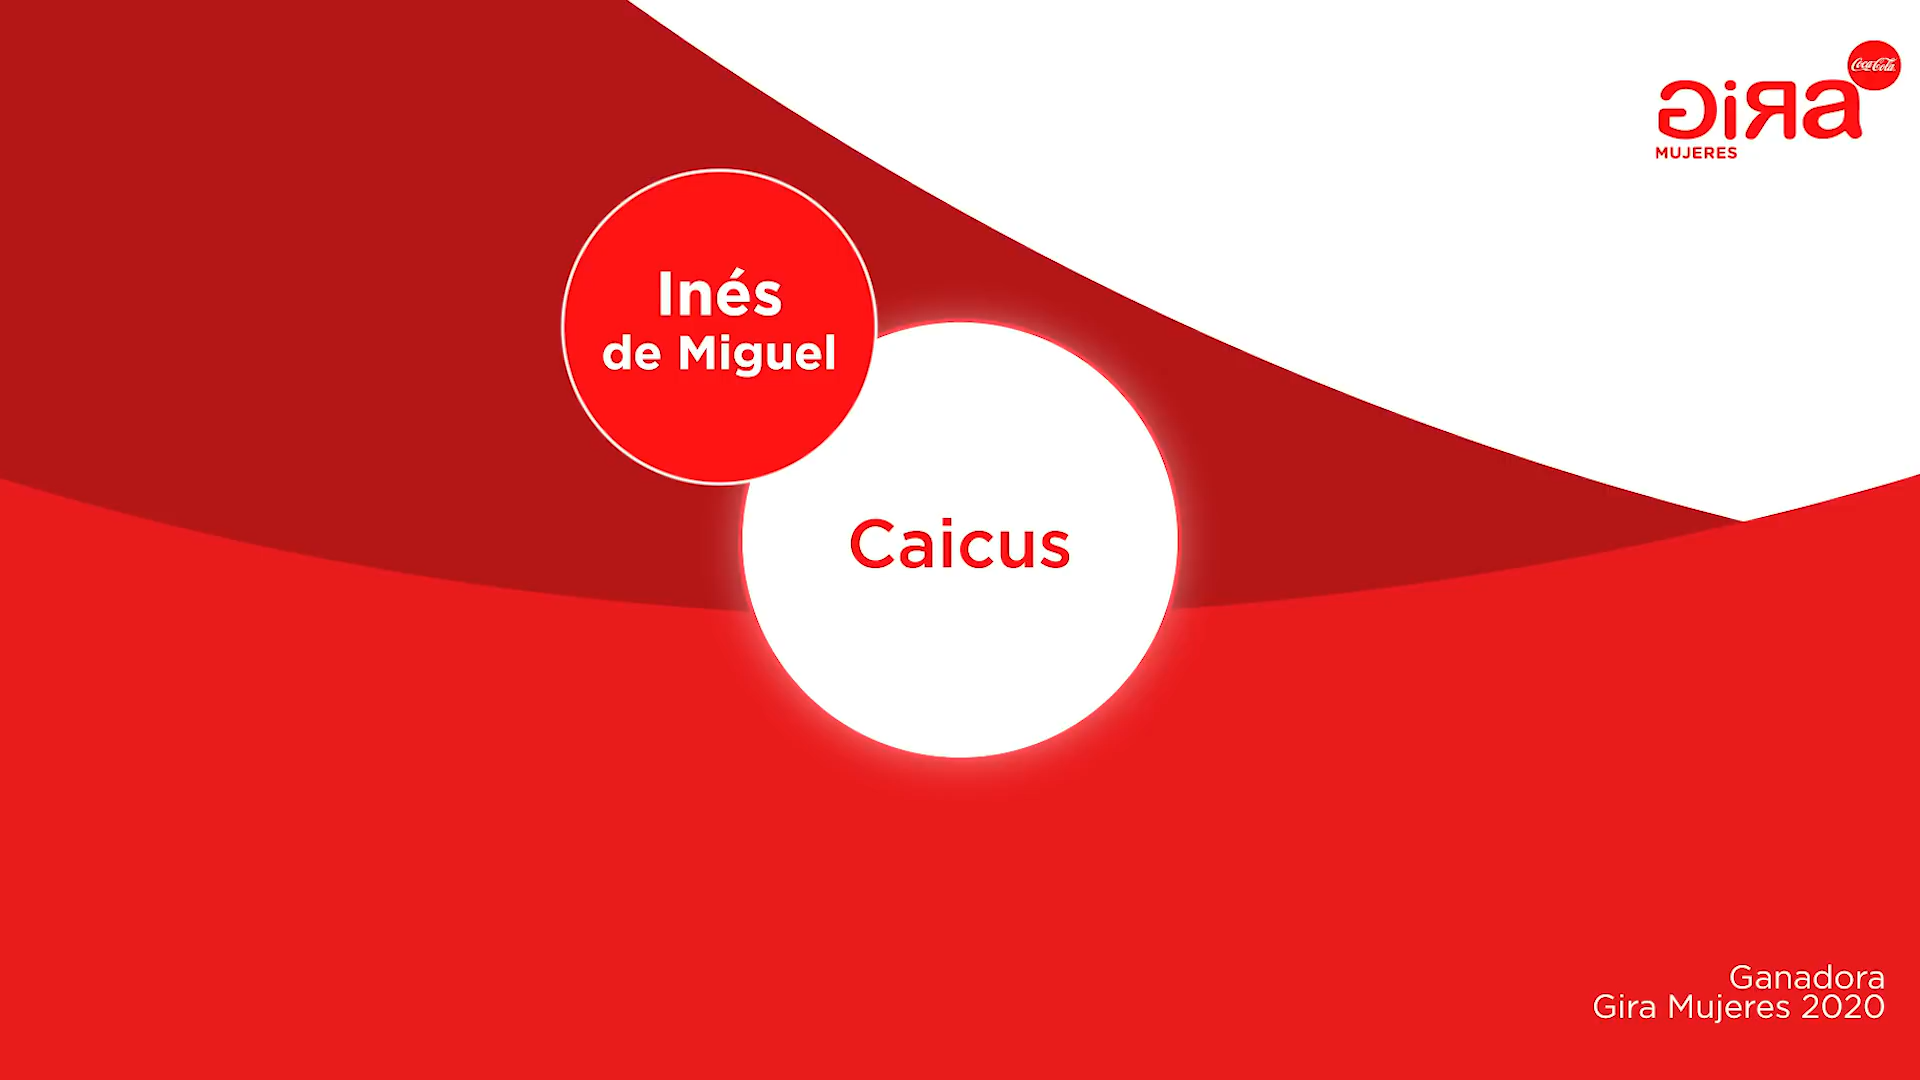 Coca-Cola
GiRa
MUJERES
Inés
de Miguel
Caicus
Ganadora
Gira Mujeres 2020